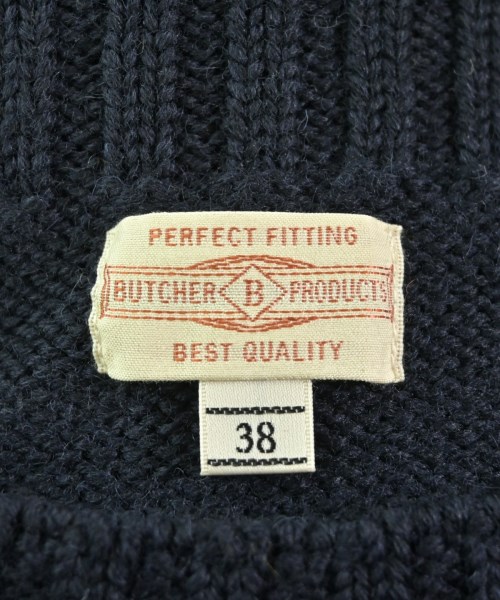 PERFECT FITTING
BUTCHER B PRODUCTS
BEST QUALITY
38